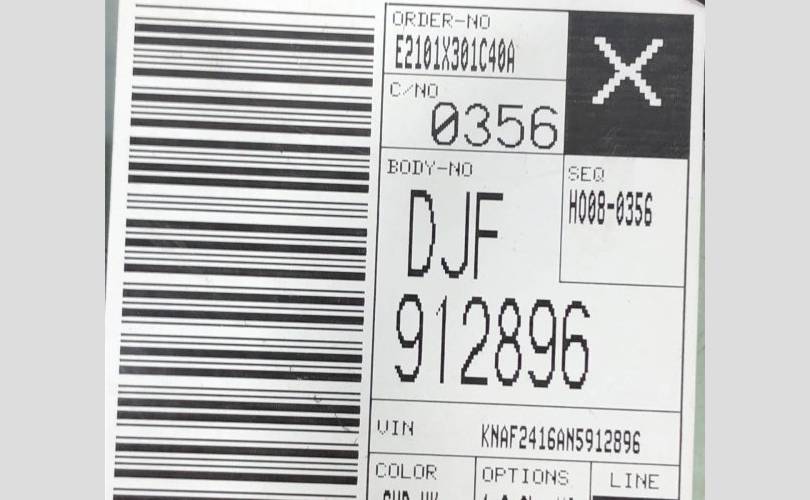 ORDER-NO
E2101X301C40A
X
C/NO
0356
BODY-NO
SEQ
H008-0356
DJF
912896
VIN
KNAF2416AN5912896
COLOR OPTIONS LINE